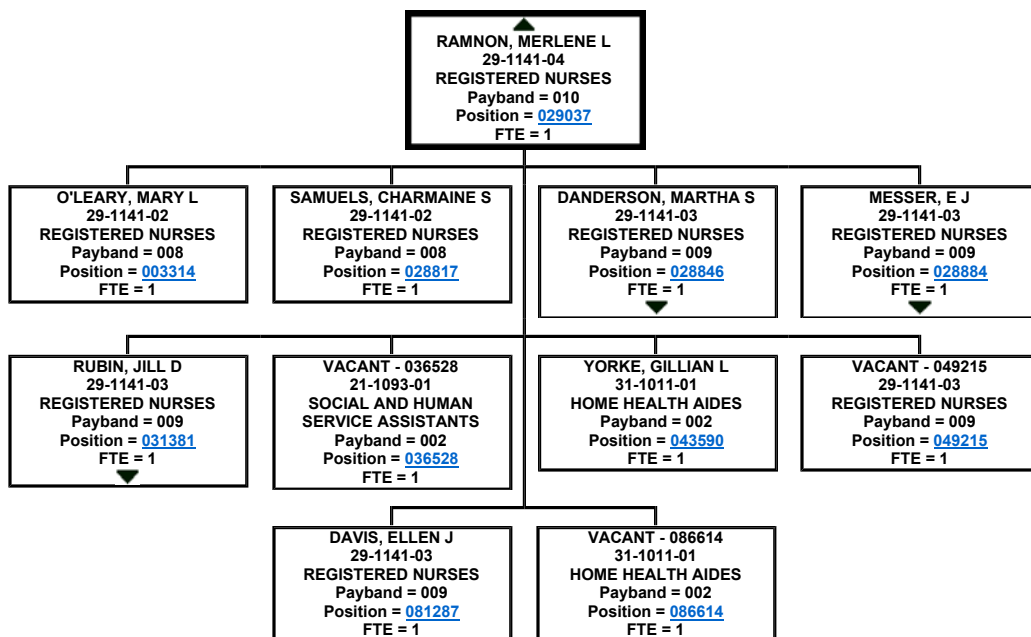 RAMNON, MERLENE L
29-1141-04
REGISTERED NURSES
Payband = 010
Position = 029037
FTE = 1
O'LEARY, MARY L
29-1141-02
REGISTERED NURSES
Payband = 008
Position = 003314
FTE = 1
SAMUELS, CHARMAINE S
29-1141-02
REGISTERED NURSES
Payband = 008
Position = 028817
FTE = 1
DANDERSON, MARTHA S
29-1141-03
REGISTERED NURSES
Payband = 009
Position = 028846
FTE = 1
MESSER, E J
29-1141-03
REGISTERED NURSES
Payband = 009
Position = 028884
FTE = 1
RUBIN, JILL D
29-1141-03
REGISTERED NURSES
Payband = 009
Position = 031381
FTE = 1
VACANT - 036528
21-1093-01
SOCIAL AND HUMAN
SERVICE ASSISTANTS
Payband = 002
Position = 036528
FTE = 1
YORKE, GILLIAN L
31-1011-01
HOME HEALTH AIDES
Payband = 002
Position = 043590
FTE = 1
VACANT - 049215
29-1141-03
REGISTERED NURSES
Payband = 009
Position = 049215
FTE = 1
DAVIS, ELLEN J
29-1141-03
REGISTERED NURSES
Payband = 009
Position = 081287
FTE = 1
VACANT - 086614
31-1011-01
HOME HEALTH AIDES
Payband = 002
Position = 086614
FTE = 1